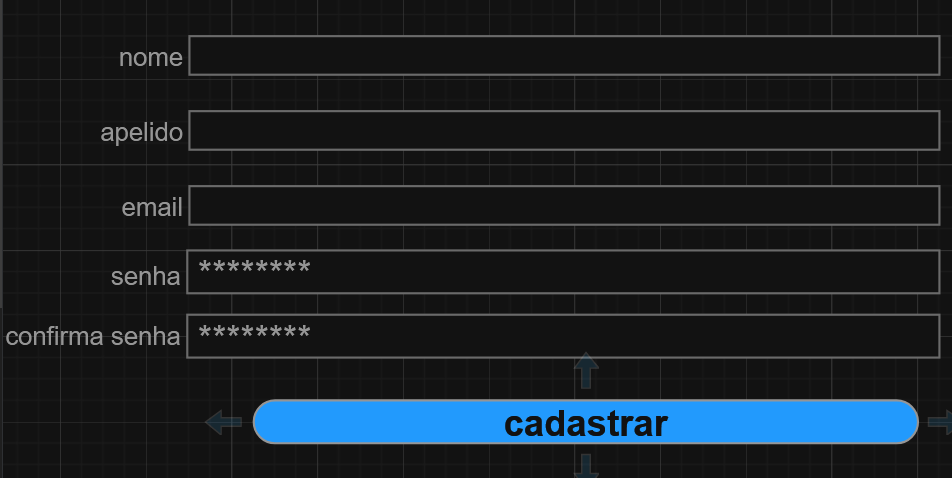 nome
apelido
email
senha ********
confirma senha ********
cadastrar